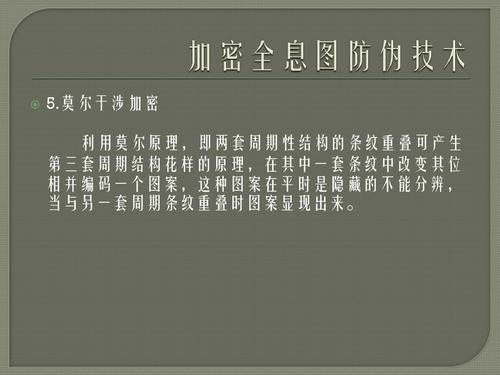 加密全息图防伪技术
5.莫尔干涉加密
利用莫尔原理，即两套周期性结构的条纹重叠可产生
第三套周期结构花样的原理，在其中一套条纹中改变其位
相并编码一个图案，这种图案在平时是隐藏的不能分辨，
当与另一套周期条纹重叠时图案显现出来。